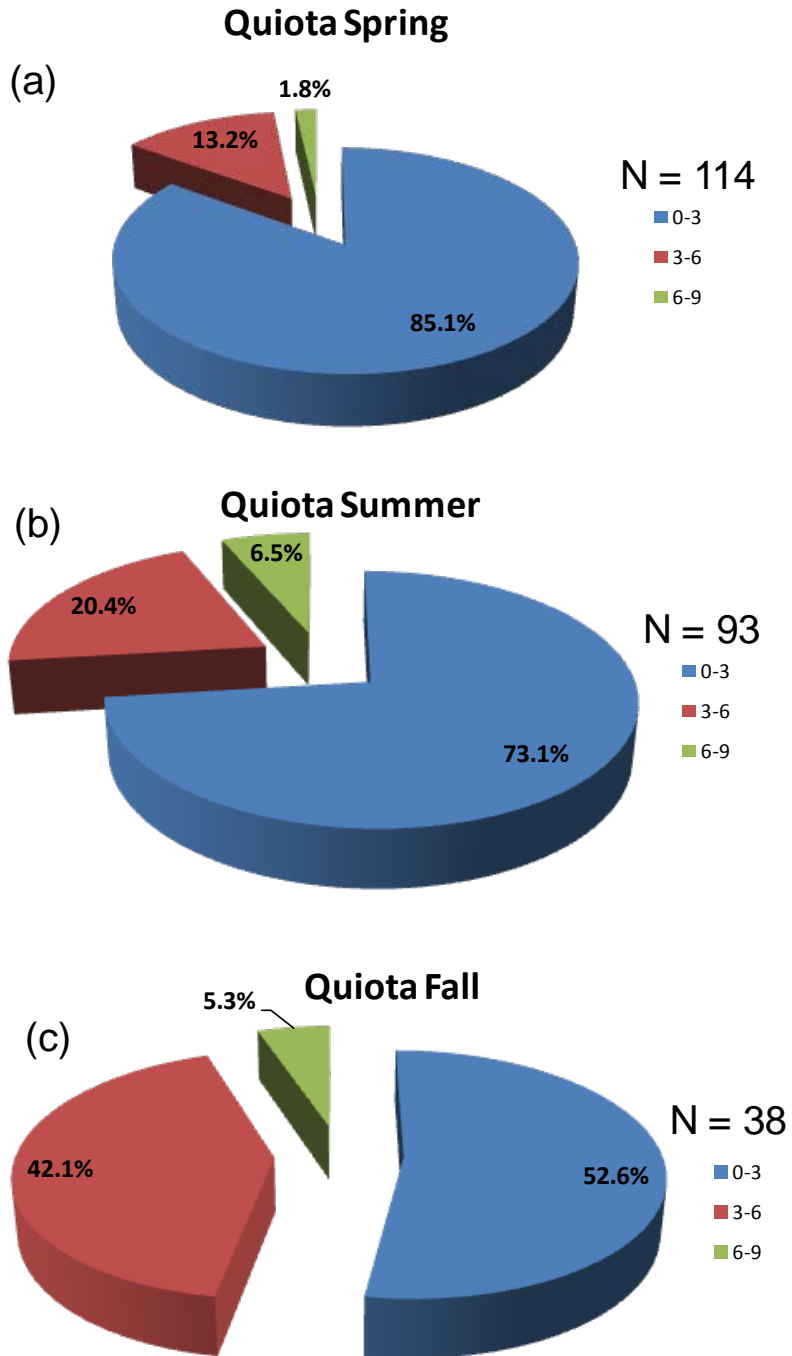 Quiota Spring
(a)
1.8%
13.2%
N = 114
0-3
3-6
6-9
85.1%
Quiota Summer
(b)
6.5%
20.4%
N = 93
0-3
3-6
6-9
73.1%
Quiota Fall
5.3%
(c)
N = 38
42.1%
52.6%
0-3
3-6
6-9